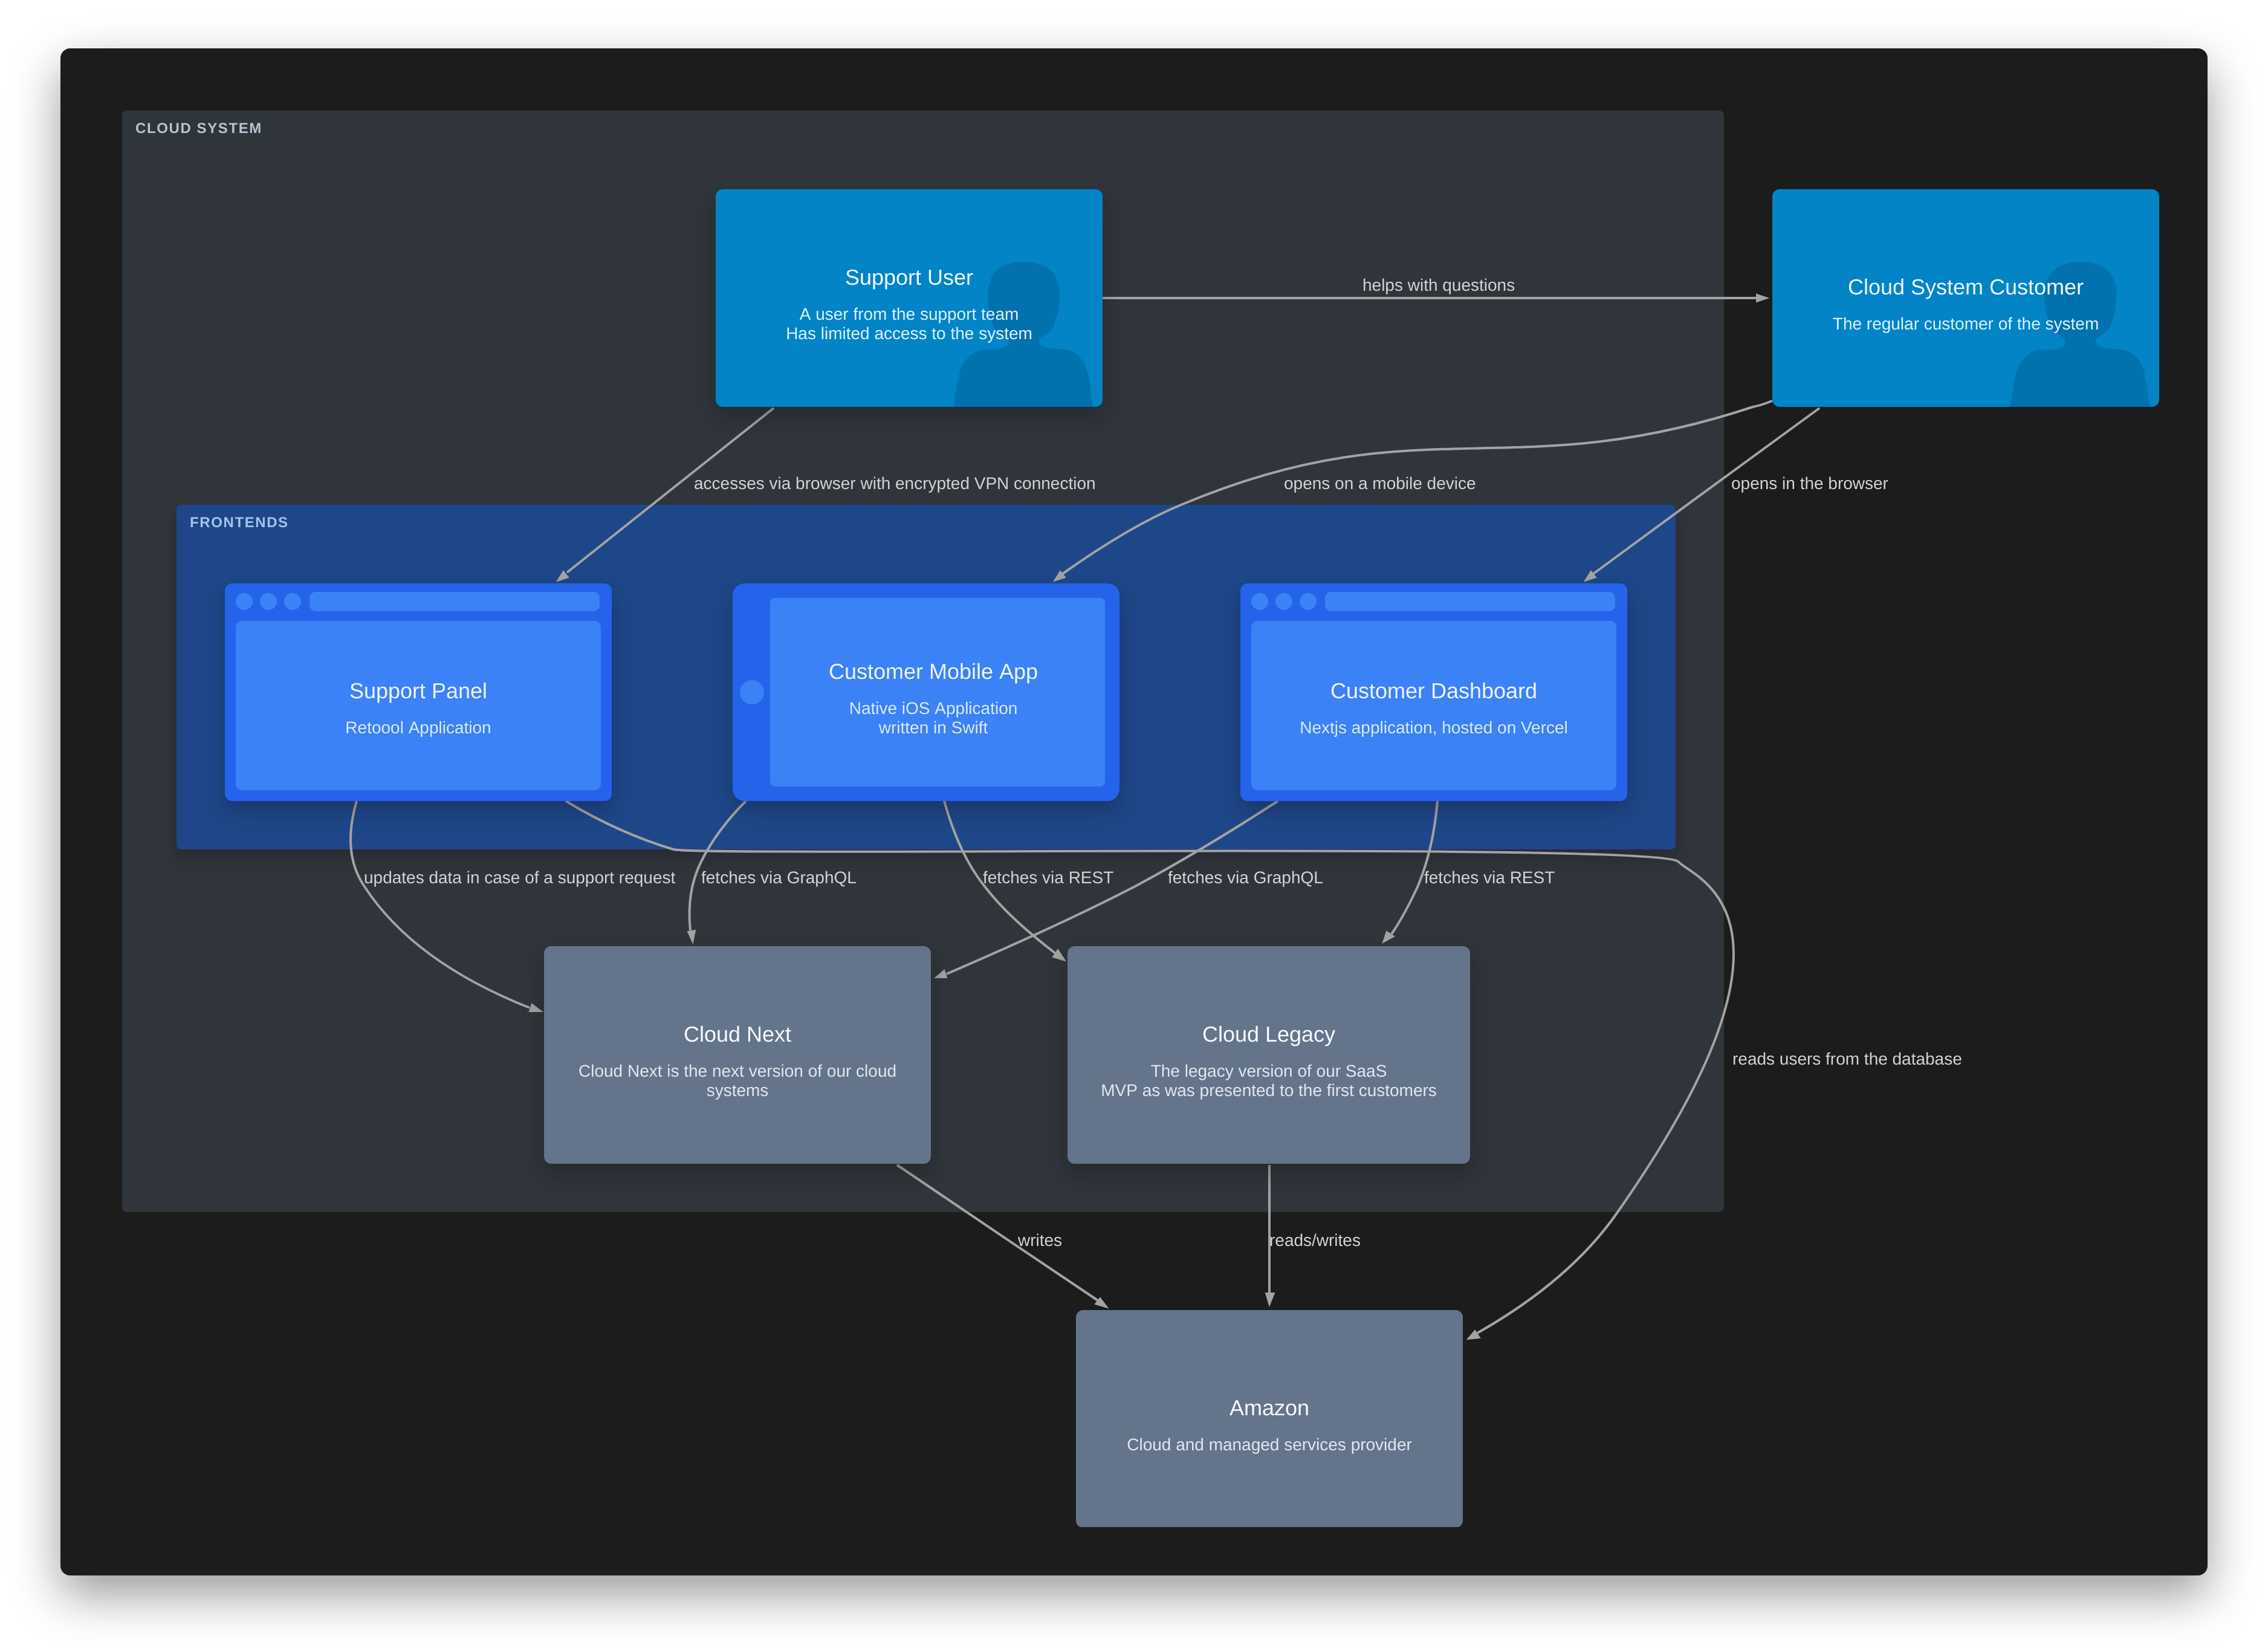 CLOUD SYSTEM
Support User
A user from the support team
Has limited access to the system
helps with questions
Cloud System Customer
The regular customer of the system
accesses via browser with encrypted VPN connection
opens on a mobile device
opens in the browser
FRONTENDS
Support Panel
Retoool Application
Customer Mobile App
Native iOS Application
written in Swift
Customer Dashboard
Nextjs application, hosted on Vercel
updates data in case of a support request
fetches via GraphQL
fetches via REST
fetches via GraphQL
fetches via REST
Cloud Next
Cloud Next is the next version of our cloud
systems
Cloud Legacy
The legacy version of our SaaS
MVP as was presented to the first customers
reads users from the database
writes
reads/writes
Amazon
Cloud and managed services provider